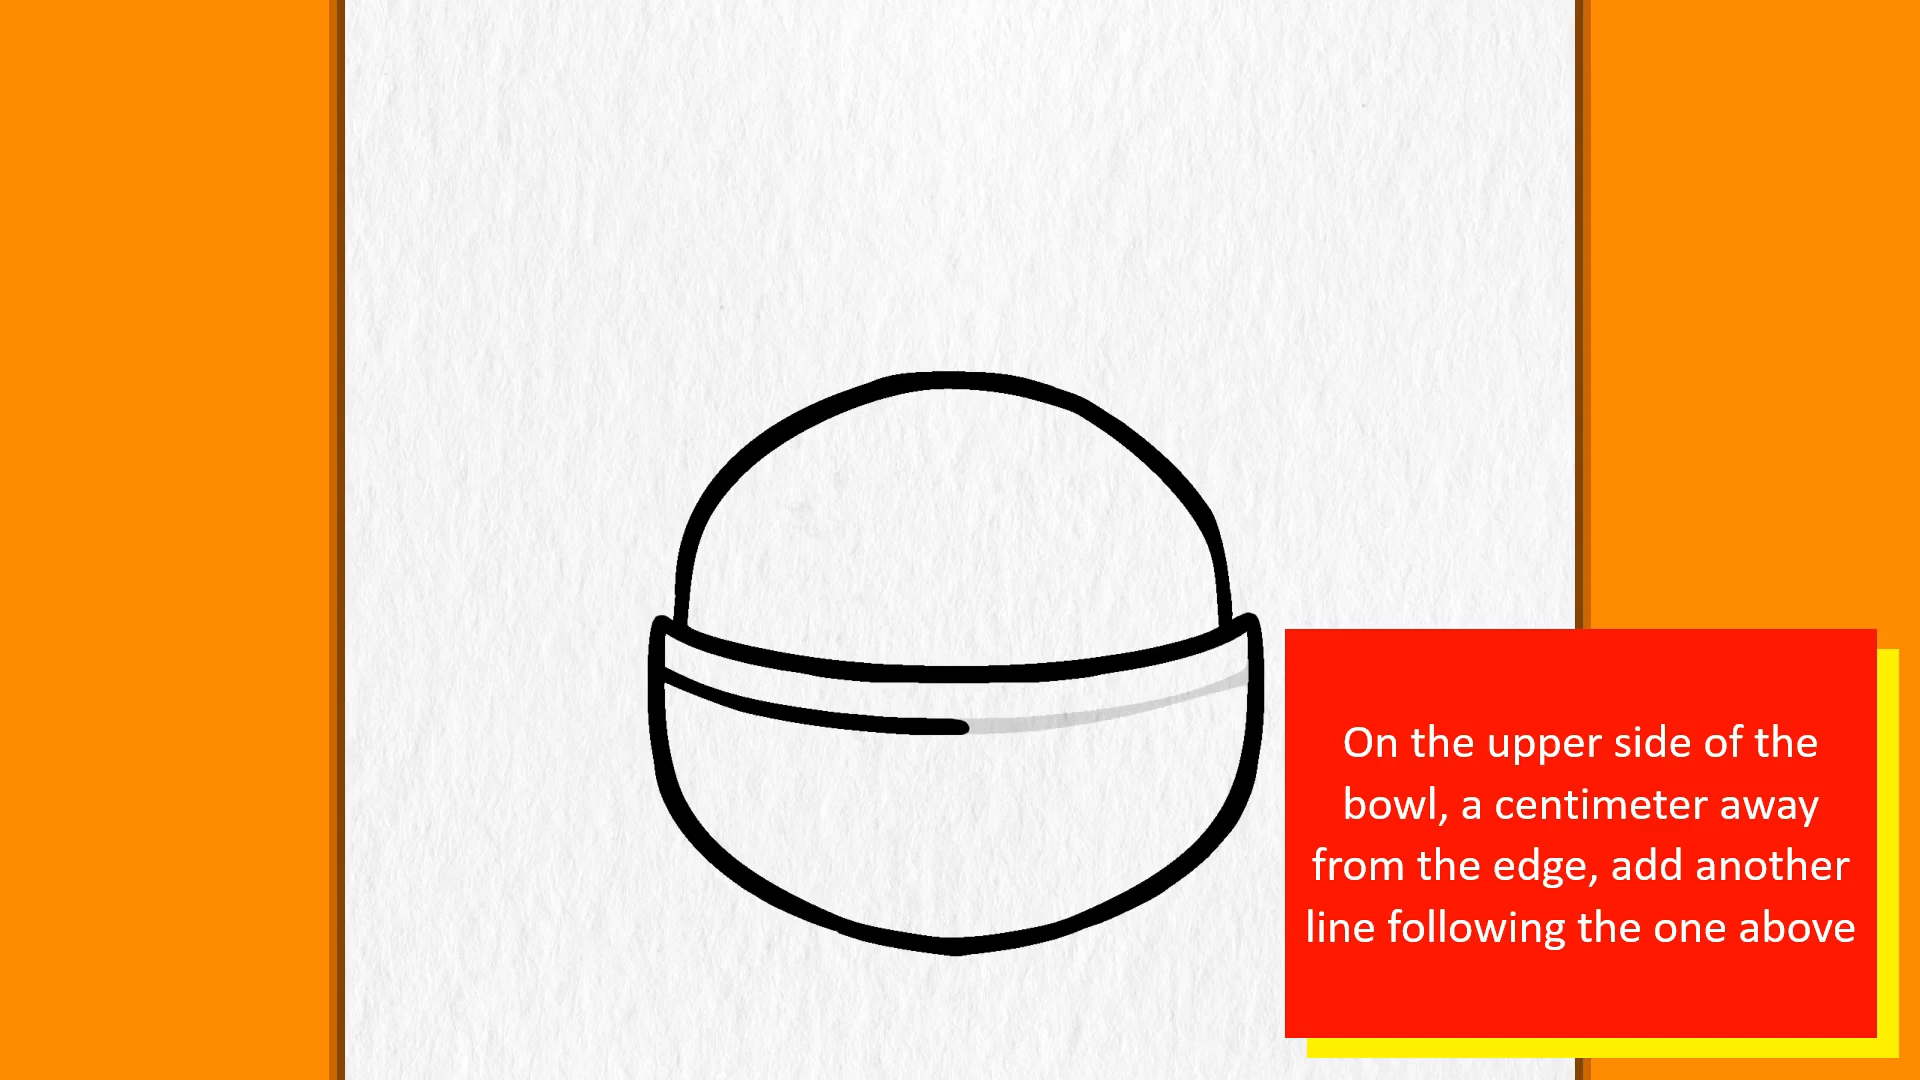 On the upper side of the
bowl, a centimeter away
from the edge, add another
line following the one above